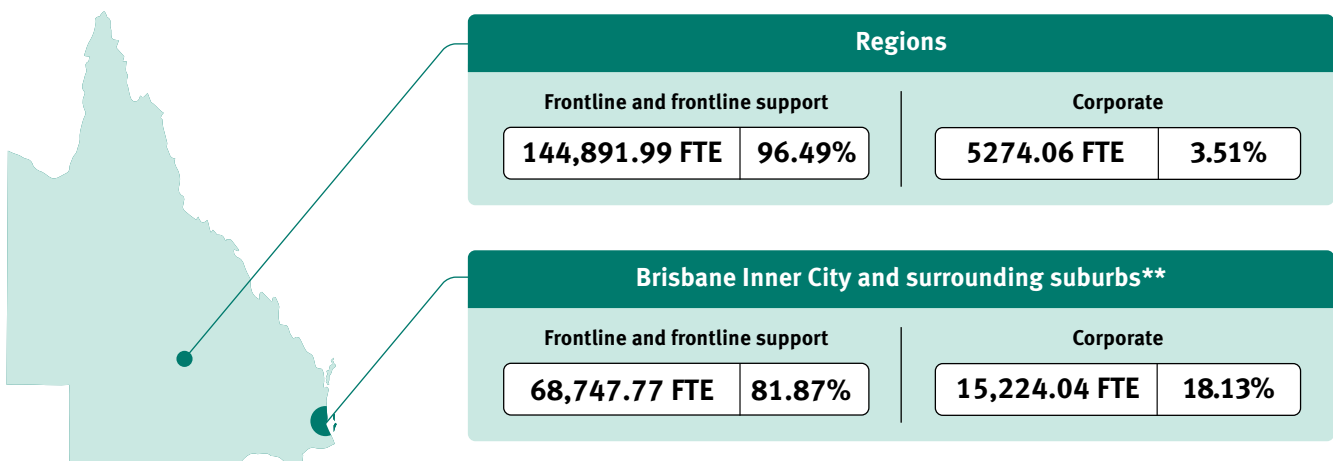 Regions
Frontline and frontline support
144,891.99 FTE 96.49%
Corporate
5274.06 FTE 3.51%
Brisbane Inner City and surrounding suburbs**
Frontline and frontline support
68,747.77 FTE 81.87%
Corporate
15,224.04 FTE 18.13%